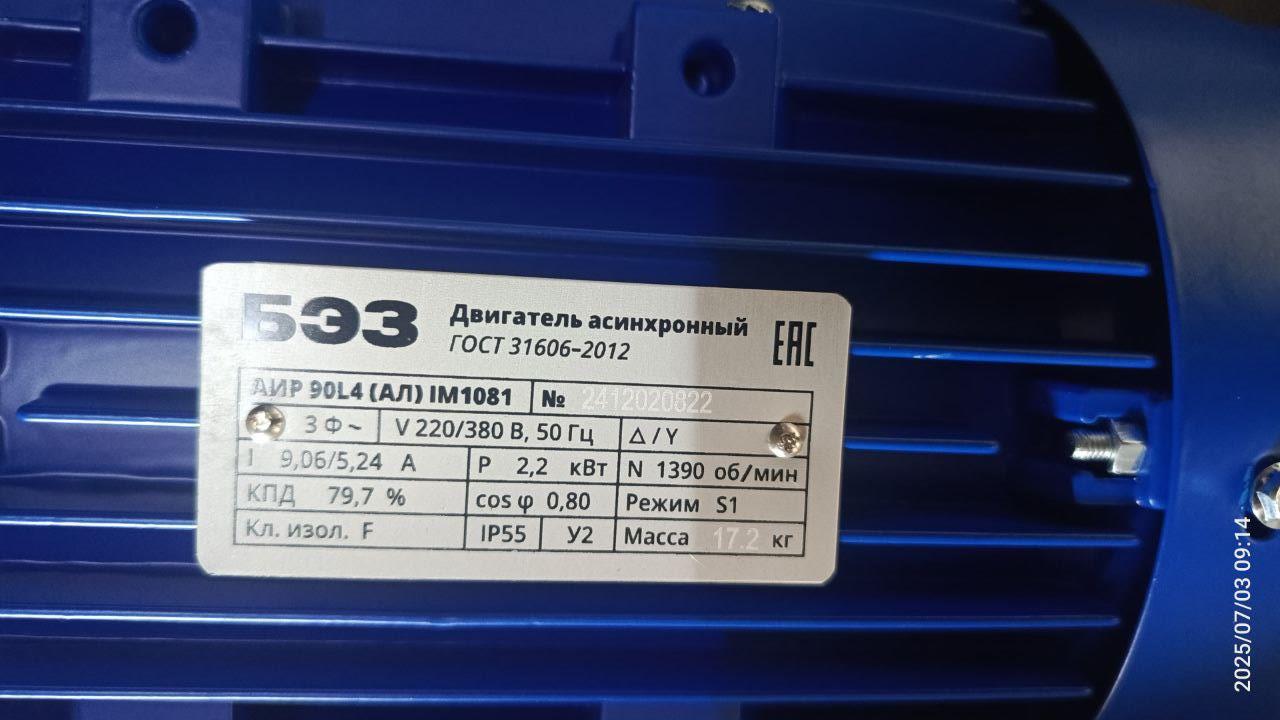 БЭЗ
Двигатель асинхронный
ГОСТ 31606-2012
EAC
АИР 90L4 (АЛ) IM1081 № 2412020822
3 Ф ~ V 220/380 В, 50 Гц Δ / Y
I 9,06/5,24 А P 2,2 кВт N 1390 об/мин
КПД 79,7 % cos φ 0,80 Режим S1
Кл. изол. F IP55 У2 Масса 17.2 кг
2025/07/03 09:14